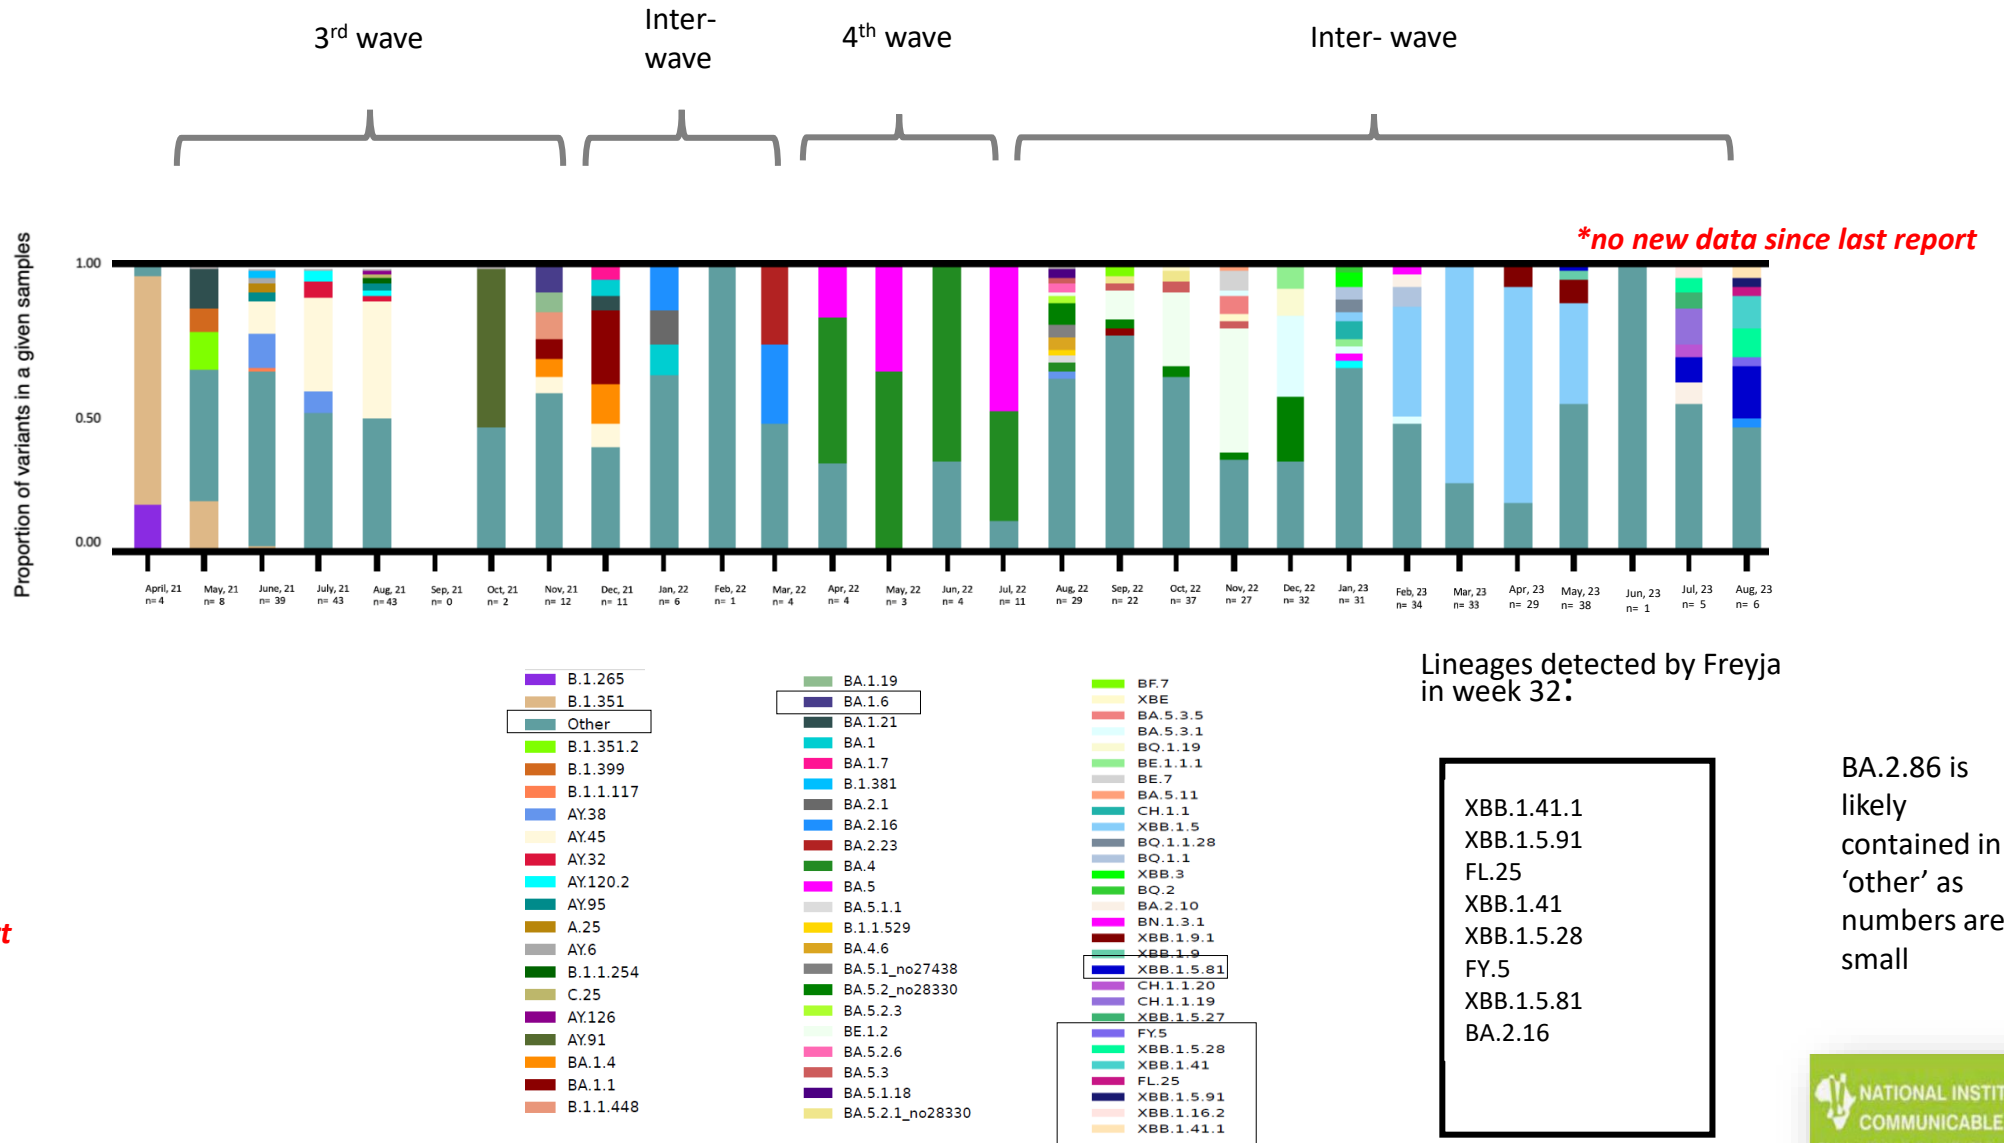 3rd wave
Inter-
wave
4th wave
Inter- wave
*no new data since last report
Proportion of variants in a given samples
1.00
0.50
0.00
April, 21
n= 4
May, 21
n= 8
June, 21
n= 39
July, 21
n= 43
Aug, 21
n= 43
Sep, 21
n= 0
Oct, 21
n= 2
Nov, 21
n= 12
Dec, 21
n= 11
Jan, 22
n= 6
Feb, 22
n= 1
Mar, 22
n= 4
Apr, 22
n= 4
May, 22
n= 3
Jun, 22
n= 4
Jul, 22
n= 11
Aug, 22
n= 29
Sep, 22
n= 22
Oct, 22
n= 37
Nov, 22
n= 27
Dec, 22
n= 32
Jan, 23
n= 31
Feb, 23
n= 34
Mar, 23
n= 33
Apr, 23
n= 29
May, 23
n= 38
Jun, 23
n= 1
Jul, 23
n= 5
Aug, 23
n= 6
B.1.265
B.1.351
Other
B.1.351.2
B.1.399
B.1.1.117
AY.38
AY.45
AY.32
AY.120.2
AY.95
A.25
AY.6
B.1.1.254
C.25
AY.126
AY.91
BA.1.4
BA.1.1
B.1.1.448
BA.1.19
BA.1.6
BA.1.21
BA.1
BA.1.7
B.1.381
BA.2.1
BA.2.16
BA.2.23
BA.4
BA.5
BA.5.1.1
B.1.1.529
BA.4.6
BA.5.1_no27438
BA.5.2_no28330
BA.5.2.3
BE.1.2
BA.5.2.6
BA.5.3
BA.5.1.18
BA.5.2.1_no28330
BF.7
XBE
BA.5.3.5
BA.5.3.1
BQ.1.19
BE.1.1.1
BE.7
BA.5.11
CH.1.1
XBB.1.5
BQ.1.1.28
BQ.1.1
XBB.3
BQ.2
BA.2.10
BN.1.3.1
XBB.1.9.1
XBB.1.9
XBB.1.5.81
CH.1.1.20
CH.1.1.19
XBB.1.5.27
FY.5
XBB.1.5.28
XBB.1.41
FL.25
XBB.1.5.91
XBB.1.16.2
XBB.1.41.1
Lineages detected by Freyja
in week 32:
XBB.1.41.1
XBB.1.5.91
FL.25
XBB.1.41
XBB.1.5.28
FY.5
XBB.1.5.81
BA.2.16
BA.2.86 is
likely
contained in
‘other’ as
numbers are
small
NATIONAL INSTIT
COMMUNICABLE